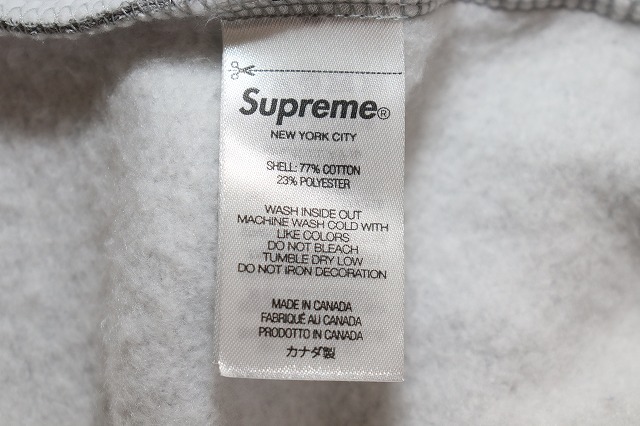 Supreme®
NEW YORK CITY
SHELL: 77% COTTON
23% POLYESTER
WASH INSIDE OUT
MACHINE WASH COLD WITH
LIKE COLORS
DO NOT BLEACH
TUMBLE DRY LOW
DO NOT IRON DECORATION
MADE IN CANADA
FABRIQUÉ AU CANADA
PRODOTTO IN CANADA
カナダ製